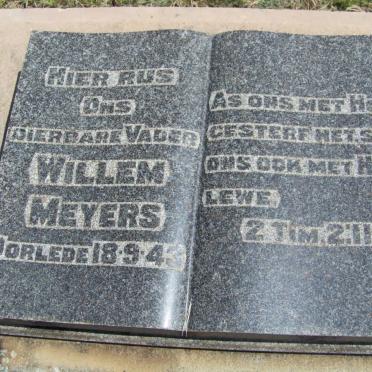 HIER RUS
ONS
DIERBARE VADER
WILLEM
MEYERS
OORLEDE 18·9·43
AS ONS MET H
GESTERF HET, S
ONS OOK MET H
LEWE.
2 TIM. 2:11